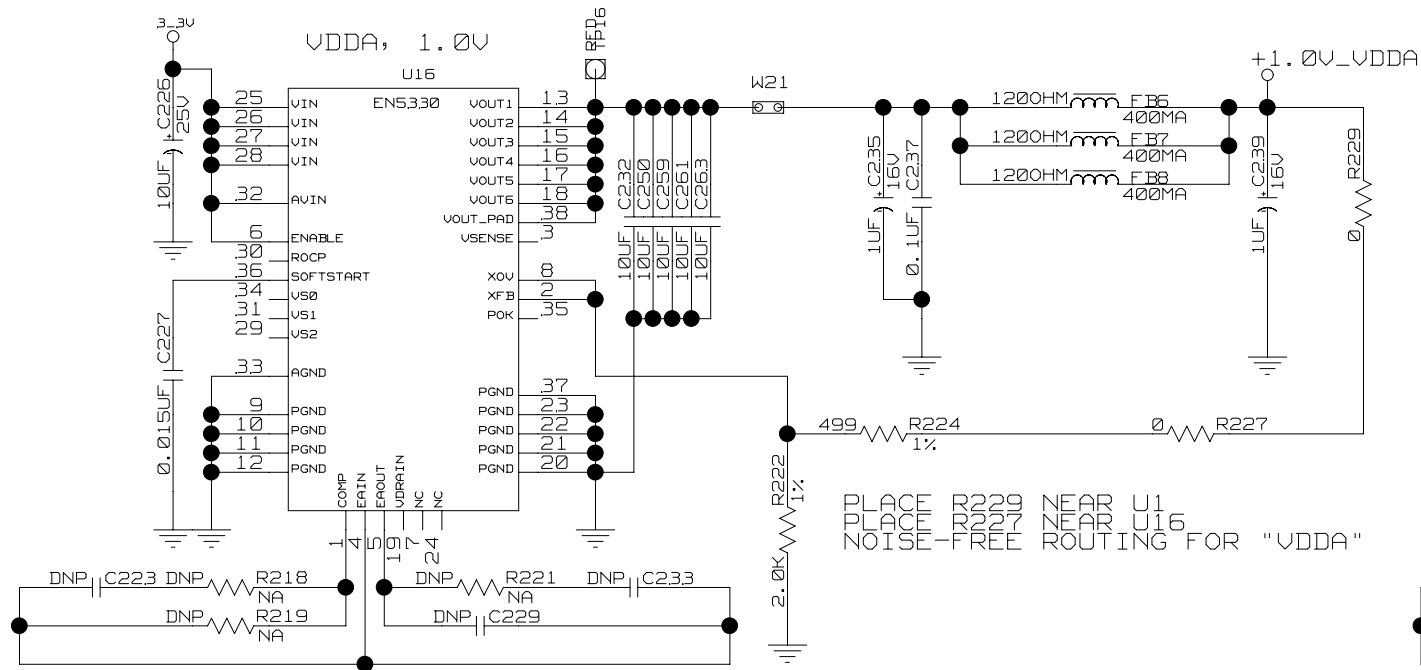 3_3V
VDDA, 1.0V
RED
TP16
+1.0V_VDDA
U16
EN5330
W21
C226
25V
10UF
+
25 VIN
26 VIN
27 VIN
28 VIN
32 AVIN
6 ENABLE
30 ROCP
36 SOFTSTART
34 VS0
31 VS1
29 VS2
33 AGND
9 PGND
10 PGND
11 PGND
12 PGND
VOUT1 13
VOUT2 14
VOUT3 15
VOUT4 16
VOUT5 17
VOUT6 18
VOUT_PAD 38
VSENSE 3
XOV 8
XFB 2
POK 35
PGND 37
PGND 23
PGND 22
PGND 21
PGND 20
COMP 1
EAIN 4
EAOUT 5
VDRAIN 19
NC 7
NC 24
C227
0.015UF
C232
10UF
C250
10UF
C259
10UF
C261
10UF
C263
10UF
C235
16V
1UF
+
C237
0.1UF
120OHM FB6
400MA
120OHM FB7
400MA
120OHM FB8
400MA
C239
16V
1UF
+
R229
0
499 R224
1%
0 R227
R222
1%
2.0K
PLACE R229 NEAR U1
PLACE R227 NEAR U16
NOISE-FREE ROUTING FOR "VDDA"
DNP C223 DNP R218
NA
DNP R219
NA
DNP R221
NA
DNP C233
DNP C229